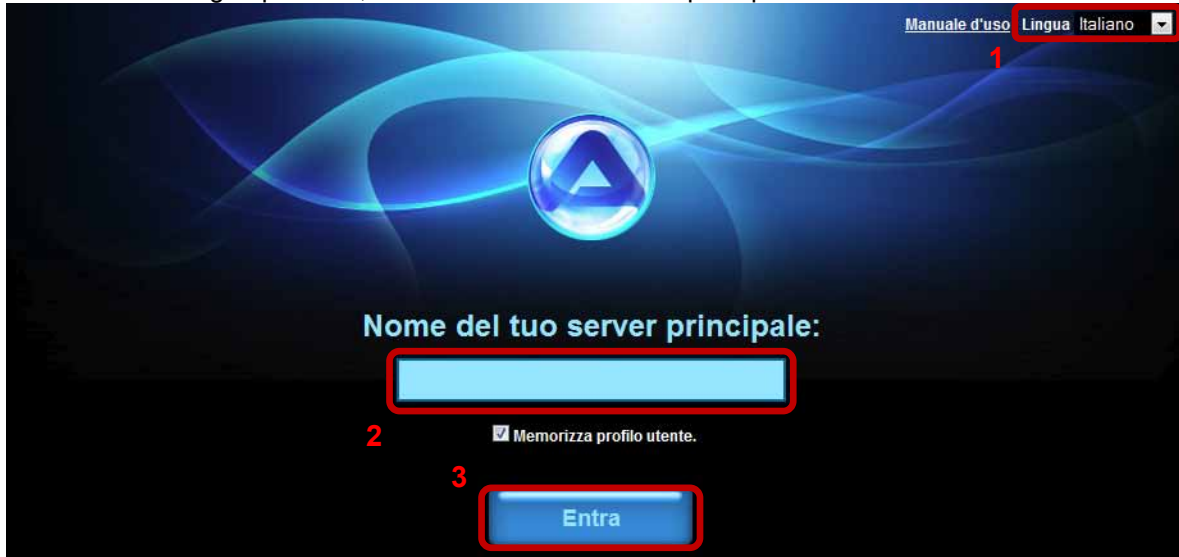 Manuale d'uso Lingua Italiano
1
Nome del tuo server principale:
2
Memorizza profilo utente.
3
Entra